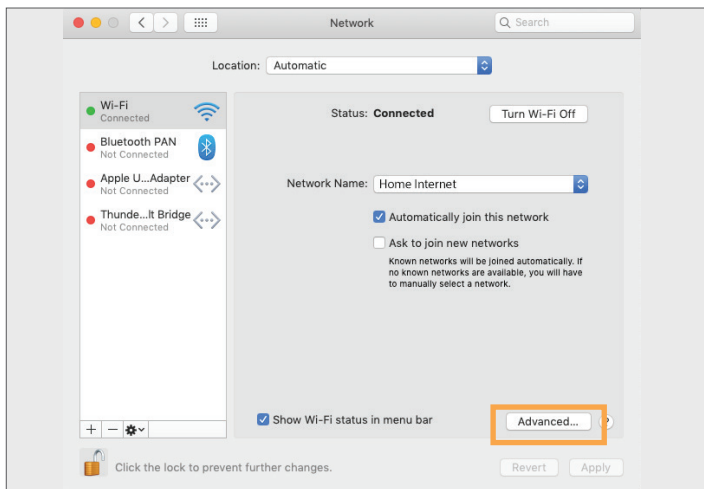 Network
Search
Location: Automatic
Wi-Fi
Connected
Bluetooth PAN
Not Connected
Apple U...Adapter
Not Connected
Thunde...lt Bridge
Not Connected
Status: Connected
Turn Wi-Fi Off
Network Name: Home Internet
Automatically join this network
Ask to join new networks
Known networks will be joined automatically. If
no known networks are available, you will have
to manually select a network.
Show Wi-Fi status in menu bar
Advanced...
?
Click the lock to prevent further changes.
Revert
Apply